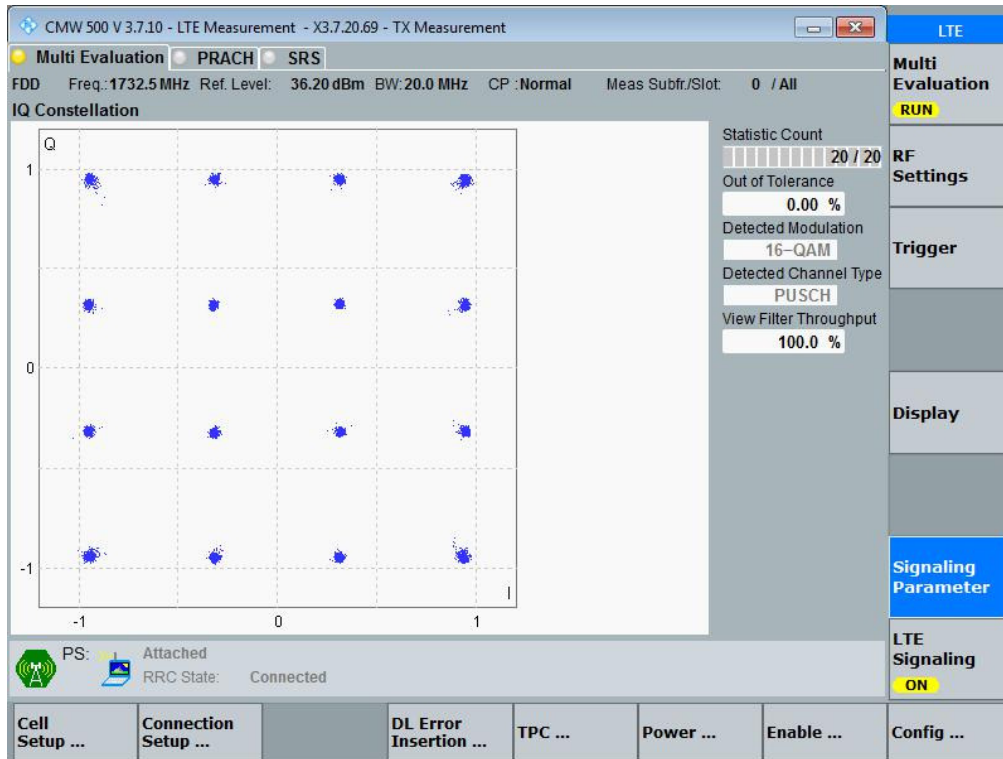 CMW 500 V 3.7.10 - LTE Measurement - X3.7.20.69 - TX Measurement
LTE
Multi Evaluation PRACH SRS
FDD Freq.:1732.5 MHz Ref. Level: 36.20 dBm BW:20.0 MHz CP :Normal Meas Subfr./Slot: 0 / All
IQ Constellation
Q
1
0
-1
-1 0 1
I
Statistic Count
20 / 20
Out of Tolerance
0.00 %
Detected Modulation
16-QAM
Detected Channel Type
PUSCH
View Filter Throughput
100.0 %
Multi
Evaluation
RUN
RF
Settings
Trigger
Display
Signaling
Parameter
LTE
Signaling
ON
PS: Attached
RRC State: Connected
Cell
Setup ...
Connection
Setup ...
DL Error
Insertion ...
TPC ...
Power ...
Enable ...
Config ...